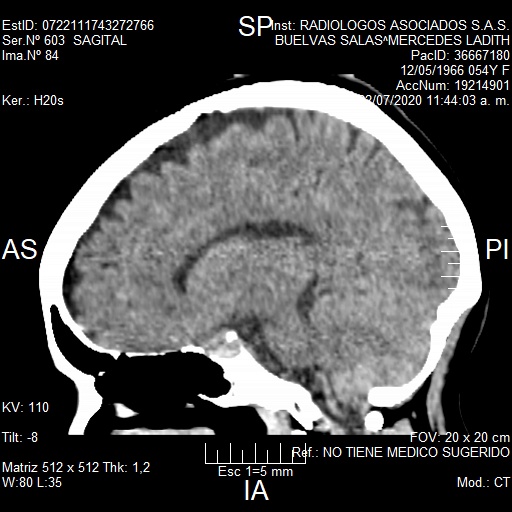 EstID: 0722111743272766
Ser.Nº 603 SAGITAL
Ima.Nº 84
Ker.: H20s
SP
Inst: RADIOLOGOS ASOCIADOS S.A.S.
BUELVAS SALAS^MERCEDES LADITH
PacID: 36667180
12/05/1966 054Y F
AccNum: 19214901
2/07/2020 11:44:03 a. m.
AS
PI
KV: 110
Tilt: -8
Matriz 512 x 512 Thk: 1,2
W:80 L:35
Esc 1=5 mm
IA
FOV: 20 x 20 cm
Ref.: NO TIENE MEDICO SUGERIDO
Mod.: CT